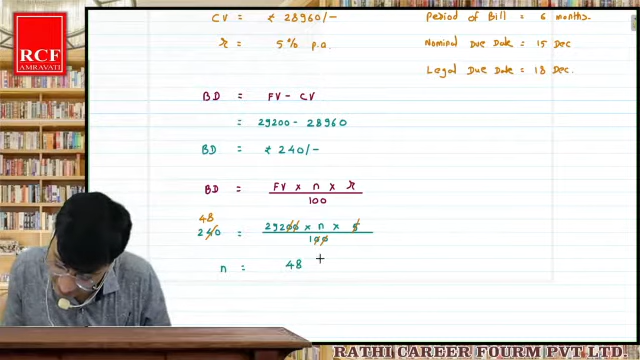 RCF
AMRAVATI
CV = ₹ 28960/-
r = 5% p.a.
Period of Bill = 6 months.
Nominal Due Date = 15 Dec
Legal Due Date = 18 Dec.
BD = FV - CV
= 29200 - 28960
BD = ₹ 240/-
BD = FV × n × r
100
48
240 = 29200 × n × 5
100
n = 48
RATHI CAREER FOURM PVT LTD.